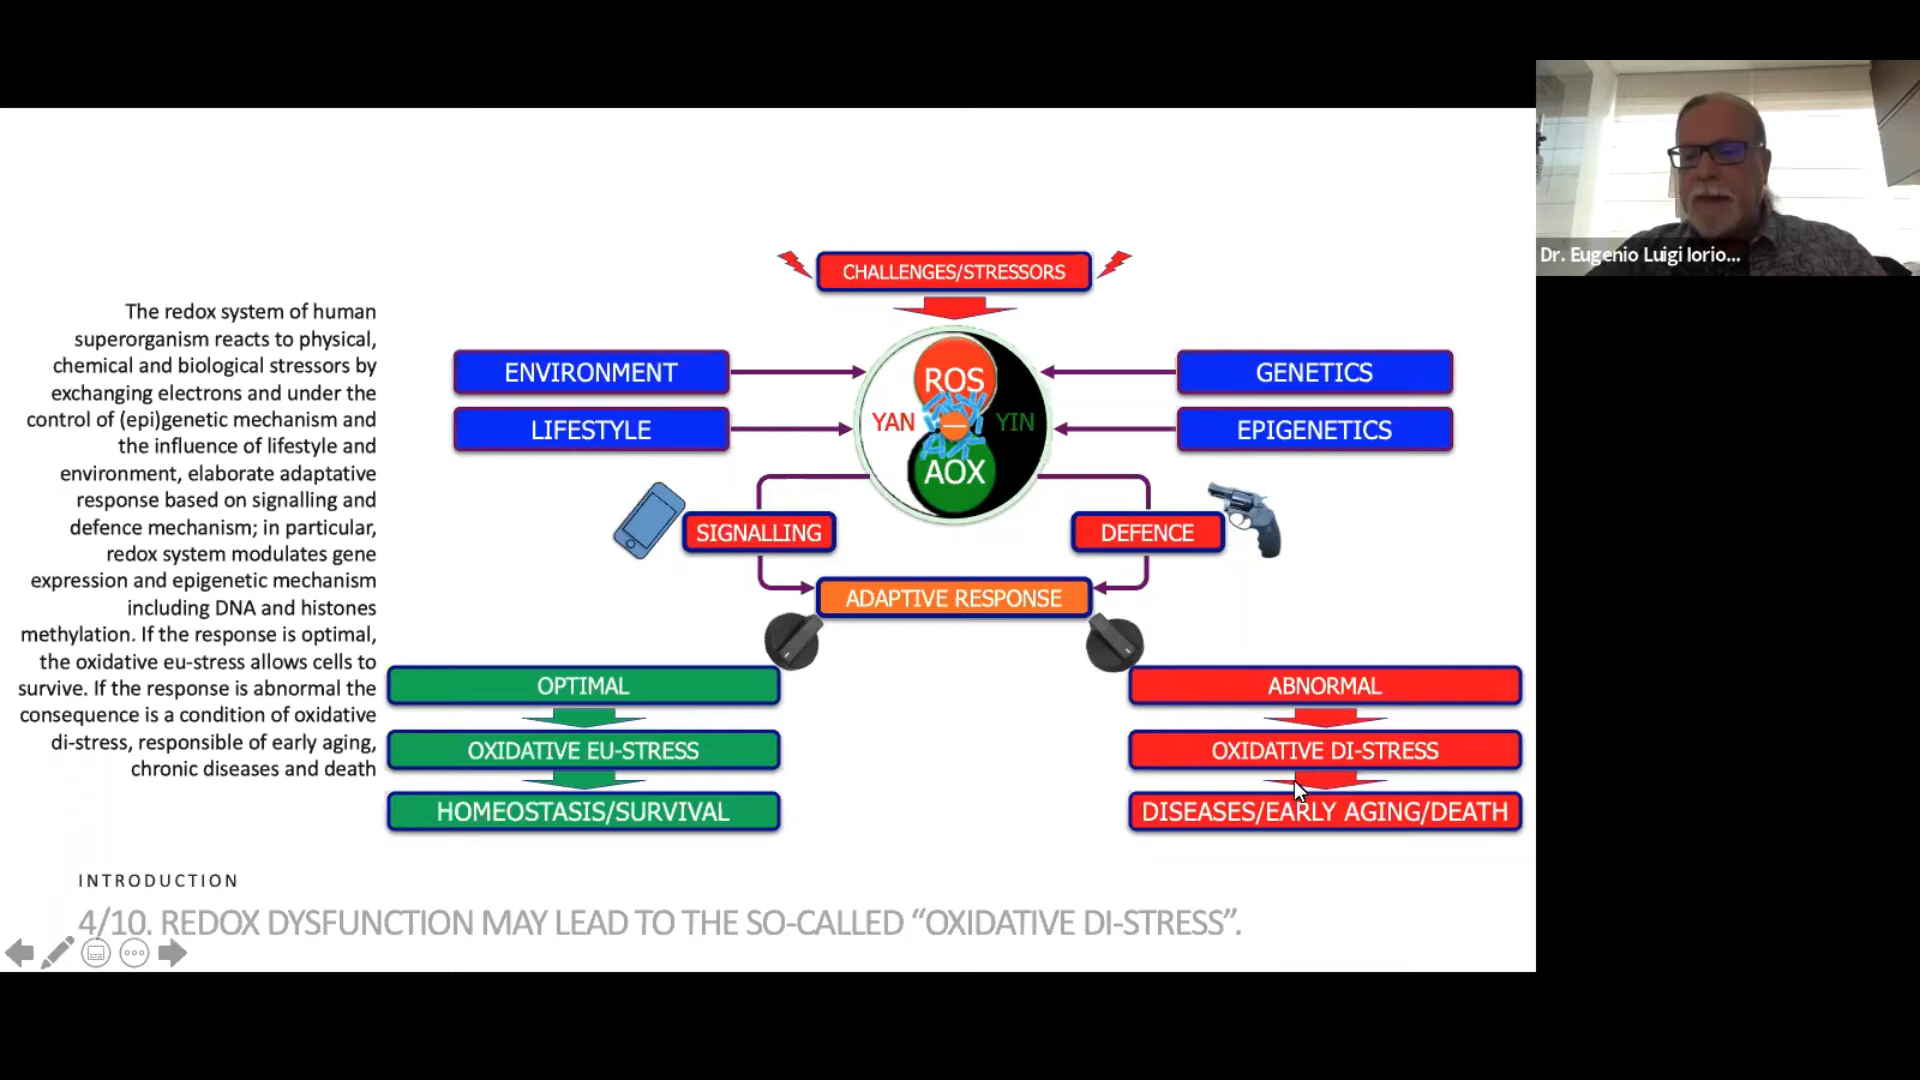 Dr. Eugenio Luigi Iorio...
CHALLENGES/STRESSORS
The redox system of human
superorganism reacts to physical,
chemical and biological stressors by
exchanging electrons and under the
control of (epi)genetic mechanism and
the influence of lifestyle and
environment, elaborate adaptative
response based on signalling and
defence mechanism; in particular,
redox system modulates gene
expression and epigenetic mechanism
including DNA and histones
methylation. If the response is optimal,
the oxidative eu-stress allows cells to
survive. If the response is abnormal the
consequence is a condition of oxidative
di-stress, responsible of early aging,
chronic diseases and death
ENVIRONMENT
LIFESTYLE
ROS
YAN
YIN
AOX
GENETICS
EPIGENETICS
SIGNALLING
DEFENCE
ADAPTIVE RESPONSE
OPTIMAL
OXIDATIVE EU-STRESS
HOMEOSTASIS/SURVIVAL
ABNORMAL
OXIDATIVE DI-STRESS
DISEASES/EARLY AGING/DEATH
INTRODUCTION
4/10. REDOX DYSFUNCTION MAY LEAD TO THE SO-CALLED “OXIDATIVE DI-STRESS”.